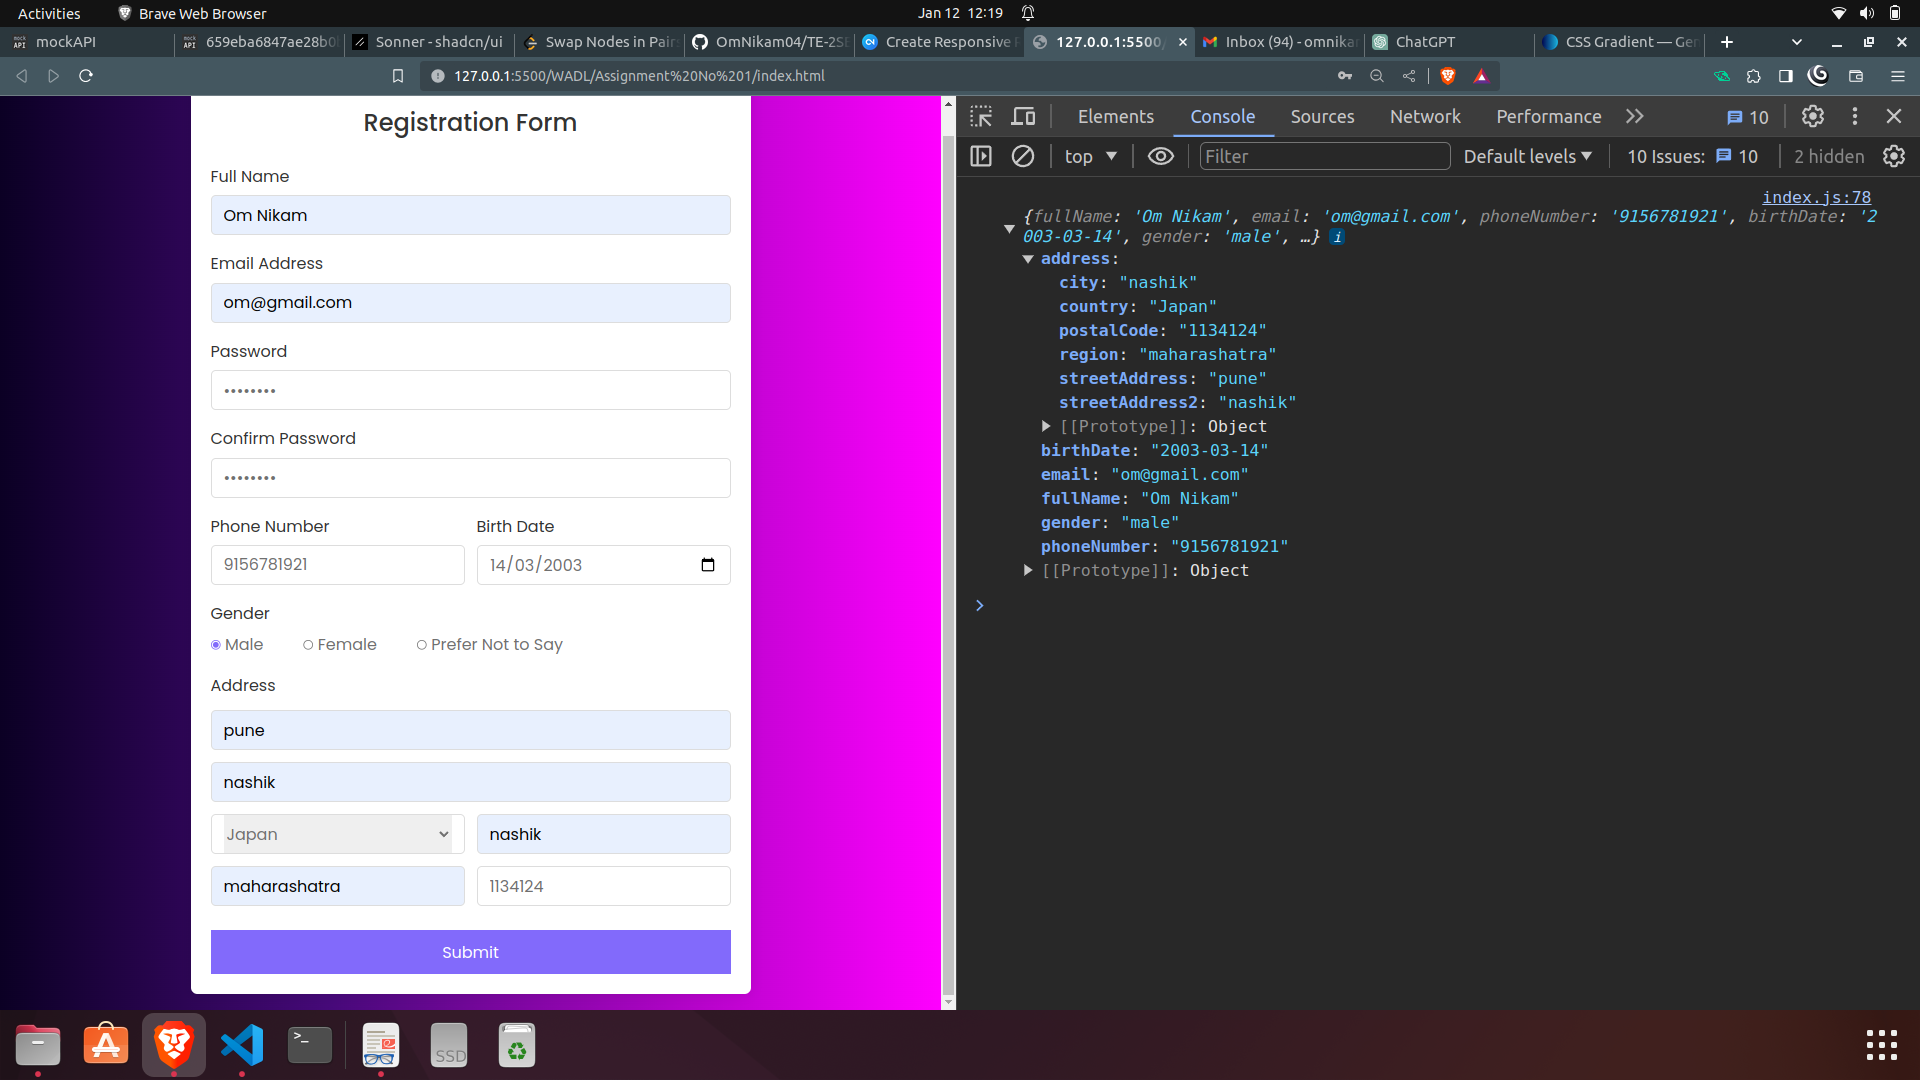 Activities
Brave Web Browser
Jan 12 12:19
mockAPI
659eba6847ae28b0
Sonner - shadcn/ui
Swap Nodes in Pair
OmNikam04/TE-2
Create Responsive
127.0.0.1:5500/
Inbox (94) - omnika
ChatGPT
CSS Gradient — Ge
127.0.0.1:5500/WADL/Assignment%20No%201/index.html
Registration Form
Full Name
Om Nikam
Email Address
om@gmail.com
Password
••••••••
Confirm Password
••••••••
Phone Number
Birth Date
9156781921
14/03/2003
Gender
Male
Female
Prefer Not to Say
Address
pune
nashik
Japan
nashik
maharashatra
1134124
Submit
Elements
Console
Sources
Network
Performance
10
top
Filter
Default levels
10 Issues:
10
2 hidden
index.js:78
{fullName: 'Om Nikam', email: 'om@gmail.com', phoneNumber: '9156781921', birthDate: '2
003-03-14', gender: 'male', …} i
address:
city: "nashik"
country: "Japan"
postalCode: "1134124"
region: "maharashatra"
streetAddress: "pune"
streetAddress2: "nashik"
[[Prototype]]: Object
birthDate: "2003-03-14"
email: "om@gmail.com"
fullName: "Om Nikam"
gender: "male"
phoneNumber: "9156781921"
[[Prototype]]: Object
>_
SSD